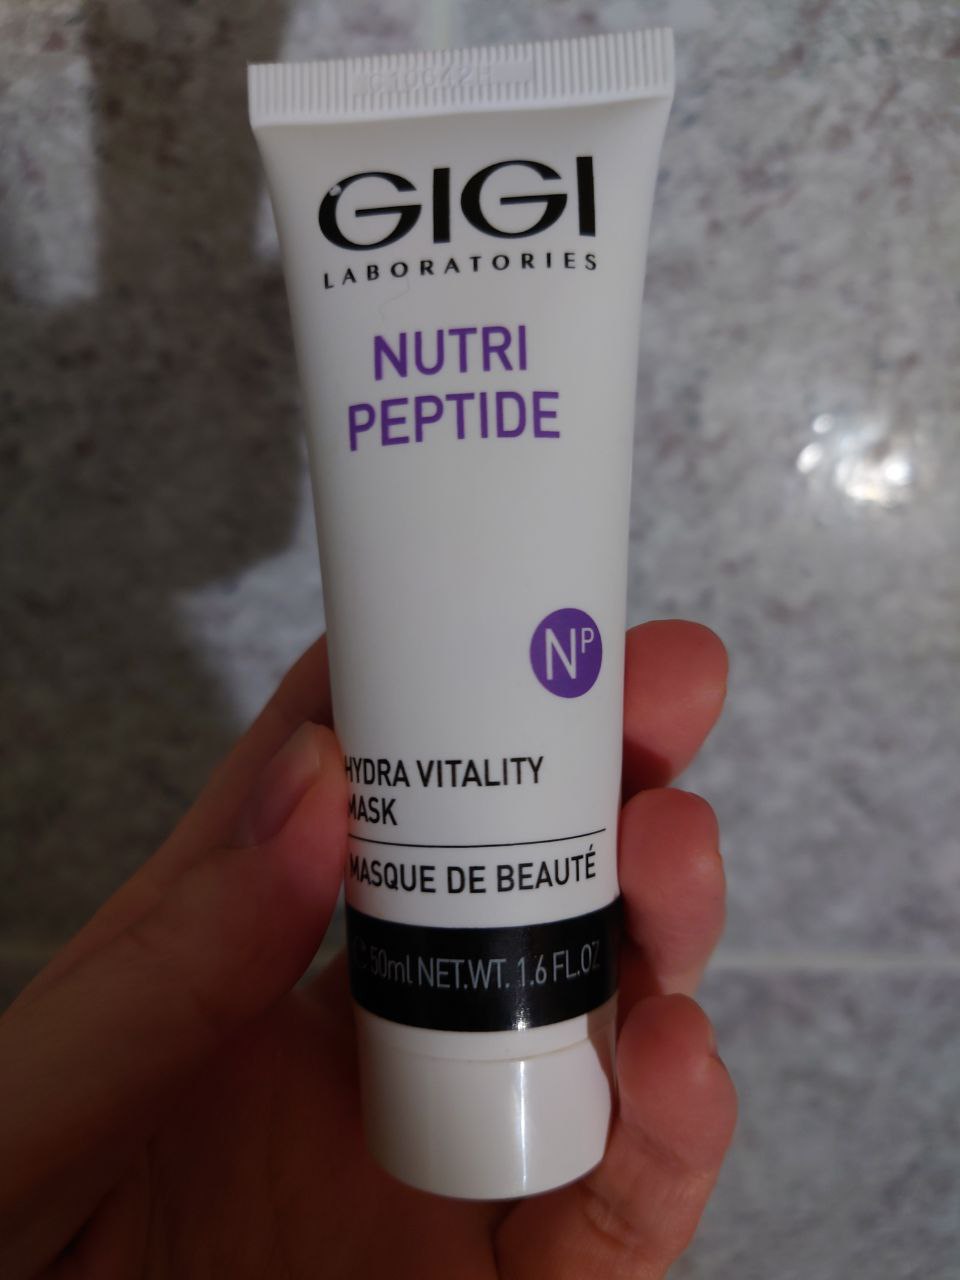 GIGI
LABORATORIES
NUTRI
PEPTIDE
NP
HYDRA VITALITY
MASK
MASQUE DE BEAUTÉ
50ml NET.WT. 1.6 FL.OZ